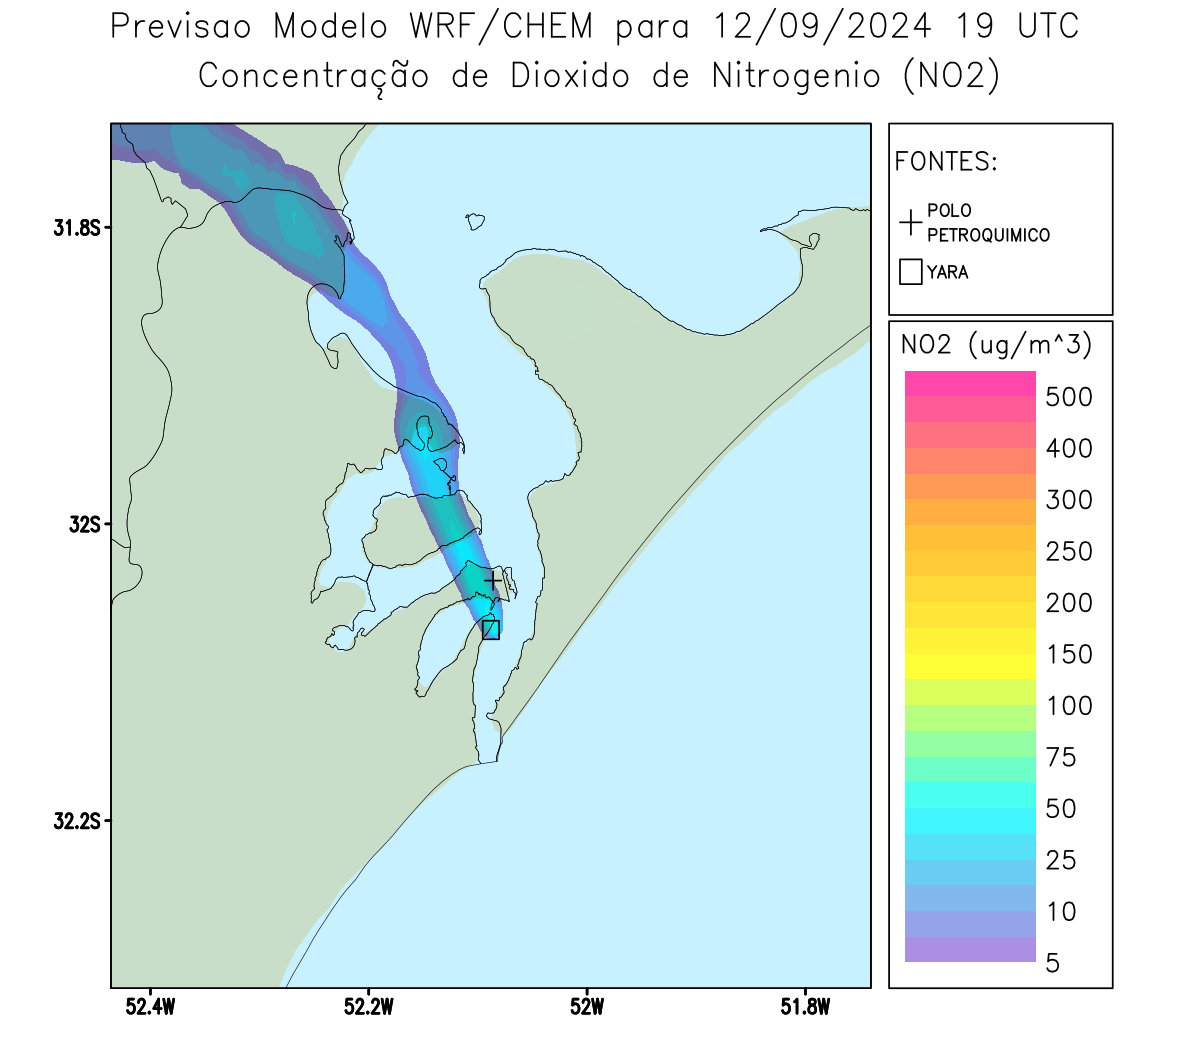 Previsao Modelo WRF/CHEM para 12/09/2024 19 UTC
Concentração de Dioxido de Nitrogenio (NO2)
FONTES:
POLO
PETROQUIMICO
YARA
NO2 (ug/m^3)
500
400
300
250
200
150
100
75
50
25
10
5
31.8S
32S
32.2S
52.4W
52.2W
52W
51.8W